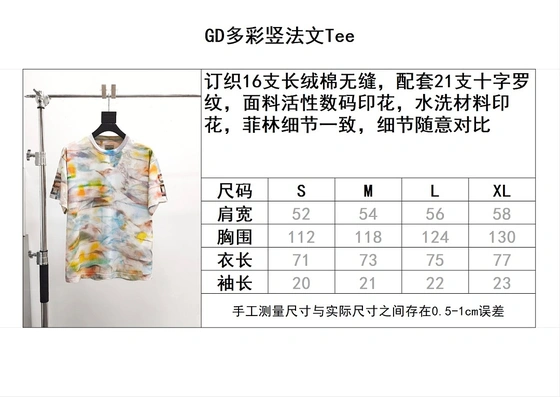 GD多彩竖法文Tee
订织16支长绒棉无缝，配套21支十字罗
纹，面料活性数码印花，水洗材料印
花，菲林细节一致，细节随意对比
尺码 S M L XL
肩宽 52 54 56 58
胸围 112 118 124 130
衣长 71 73 75 77
袖长 20 21 22 23
手工测量尺寸与实际尺寸之间存在0.5-1cm误差